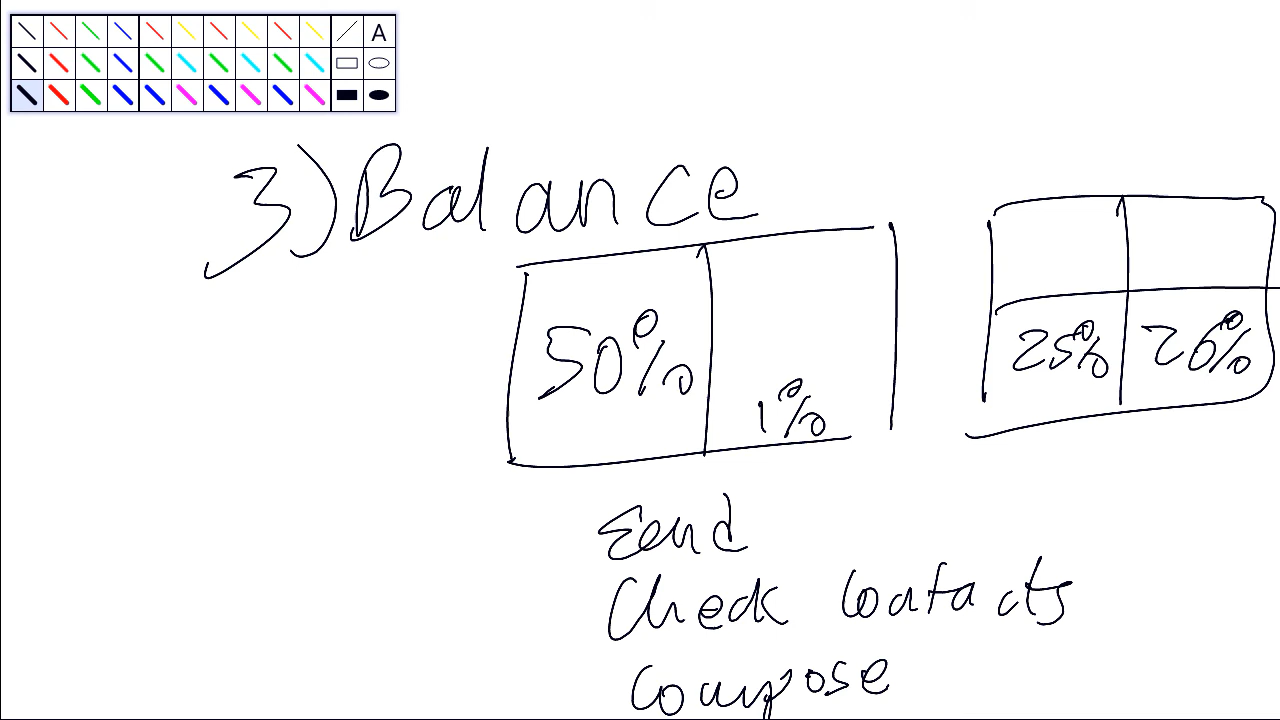 A
3) Balance
50% 1%
25% 26%
Send
Check Contacts
Compose